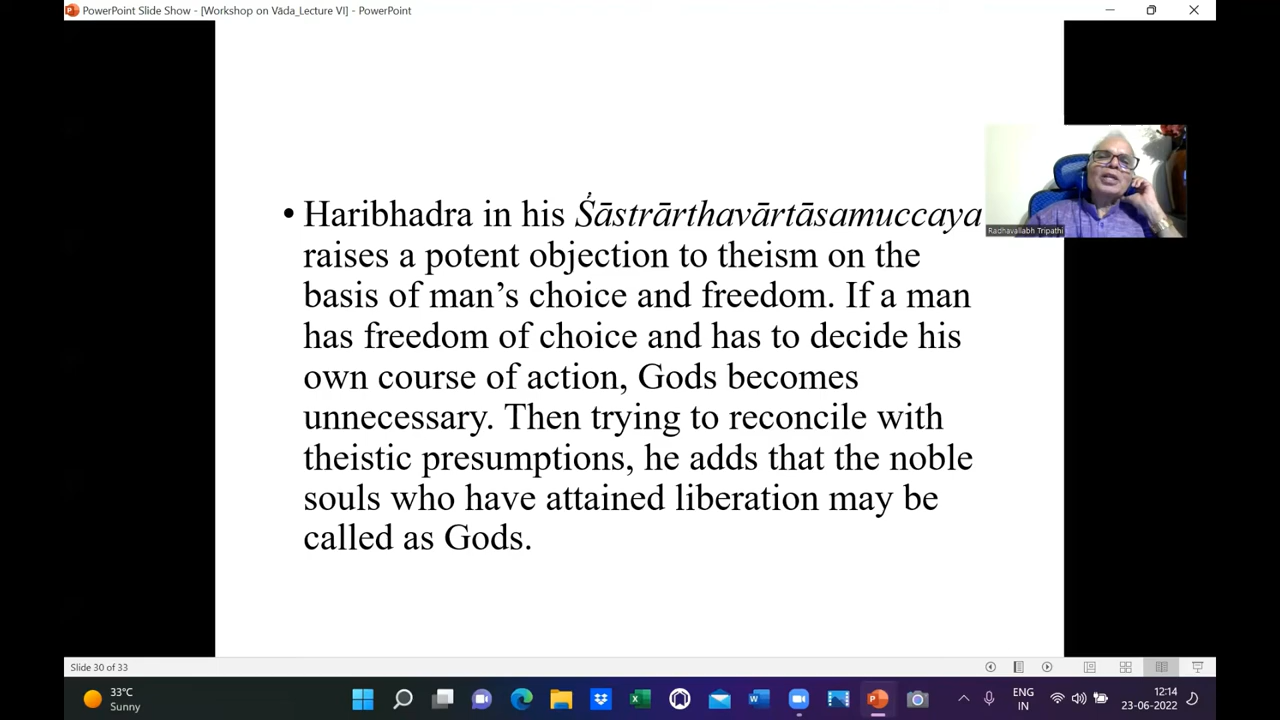 PowerPoint Slide Show - [Workshop on Vāda_Lecture VI] - PowerPoint
• Haribhadra in his Śāstrārthavārtāsamuccaya
raises a potent objection to theism on the
basis of man’s choice and freedom. If a man
has freedom of choice and has to decide his
own course of action, Gods becomes
unnecessary. Then trying to reconcile with
theistic presumptions, he adds that the noble
souls who have attained liberation may be
called as Gods.
Radhavallabh Tripathi
Slide 30 of 33
33°C
Sunny
ENG
IN
12:14
23-06-2022